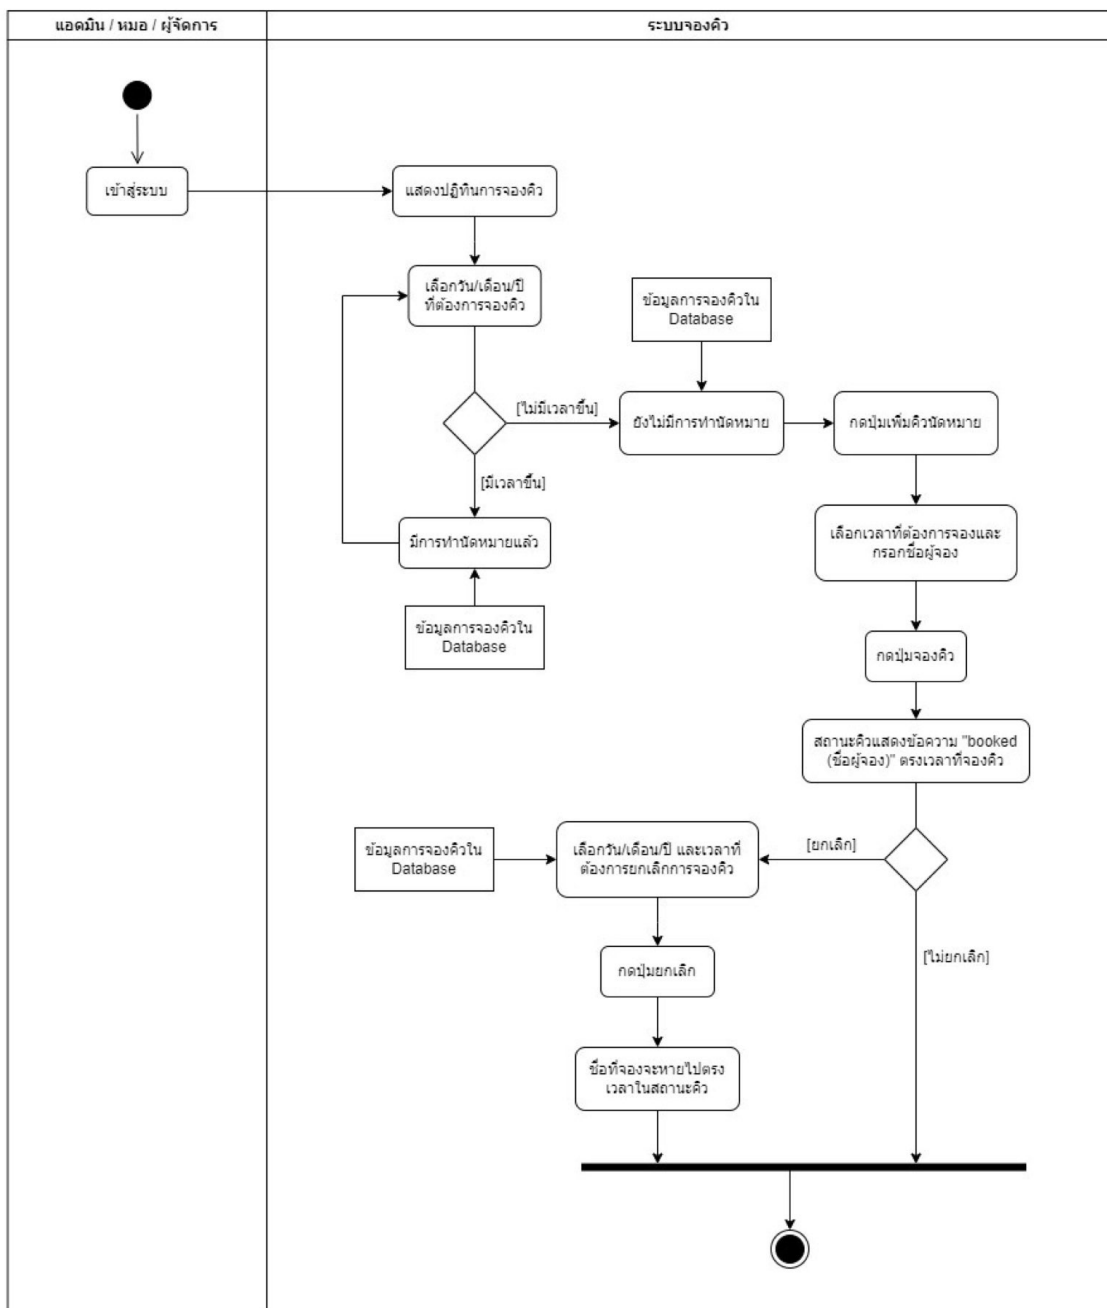 แอดมิน / หมอ / ผู้จัดการ
ระบบจองคิว
เข้าสู่ระบบ
แสดงปฏิทินการจองคิว
เลือกวัน/เดือน/ปี
ที่ต้องการจองคิว
ข้อมูลการจองคิวใน
Database
[ไม่มีเวลาขึ้น]
ยังไม่มีการทำนัดหมาย
กดปุ่มเพิ่มคิวนัดหมาย
[มีเวลาขึ้น]
มีการทำนัดหมายแล้ว
เลือกเวลาที่ต้องการจองและ
กรอกชื่อผู้จอง
ข้อมูลการจองคิวใน
Database
กดปุ่มจองคิว
สถานะคิวแสดงข้อความ "booked
(ชื่อผู้จอง)" ตรงเวลาที่จองคิว
ข้อมูลการจองคิวใน
Database
เลือกวัน/เดือน/ปี และเวลาที่
ต้องการยกเลิกการจองคิว
[ยกเลิก]
[ไม่ยกเลิก]
กดปุ่มยกเลิก
ชื่อที่จองจะหายไปตรง
เวลาในสถานะคิว